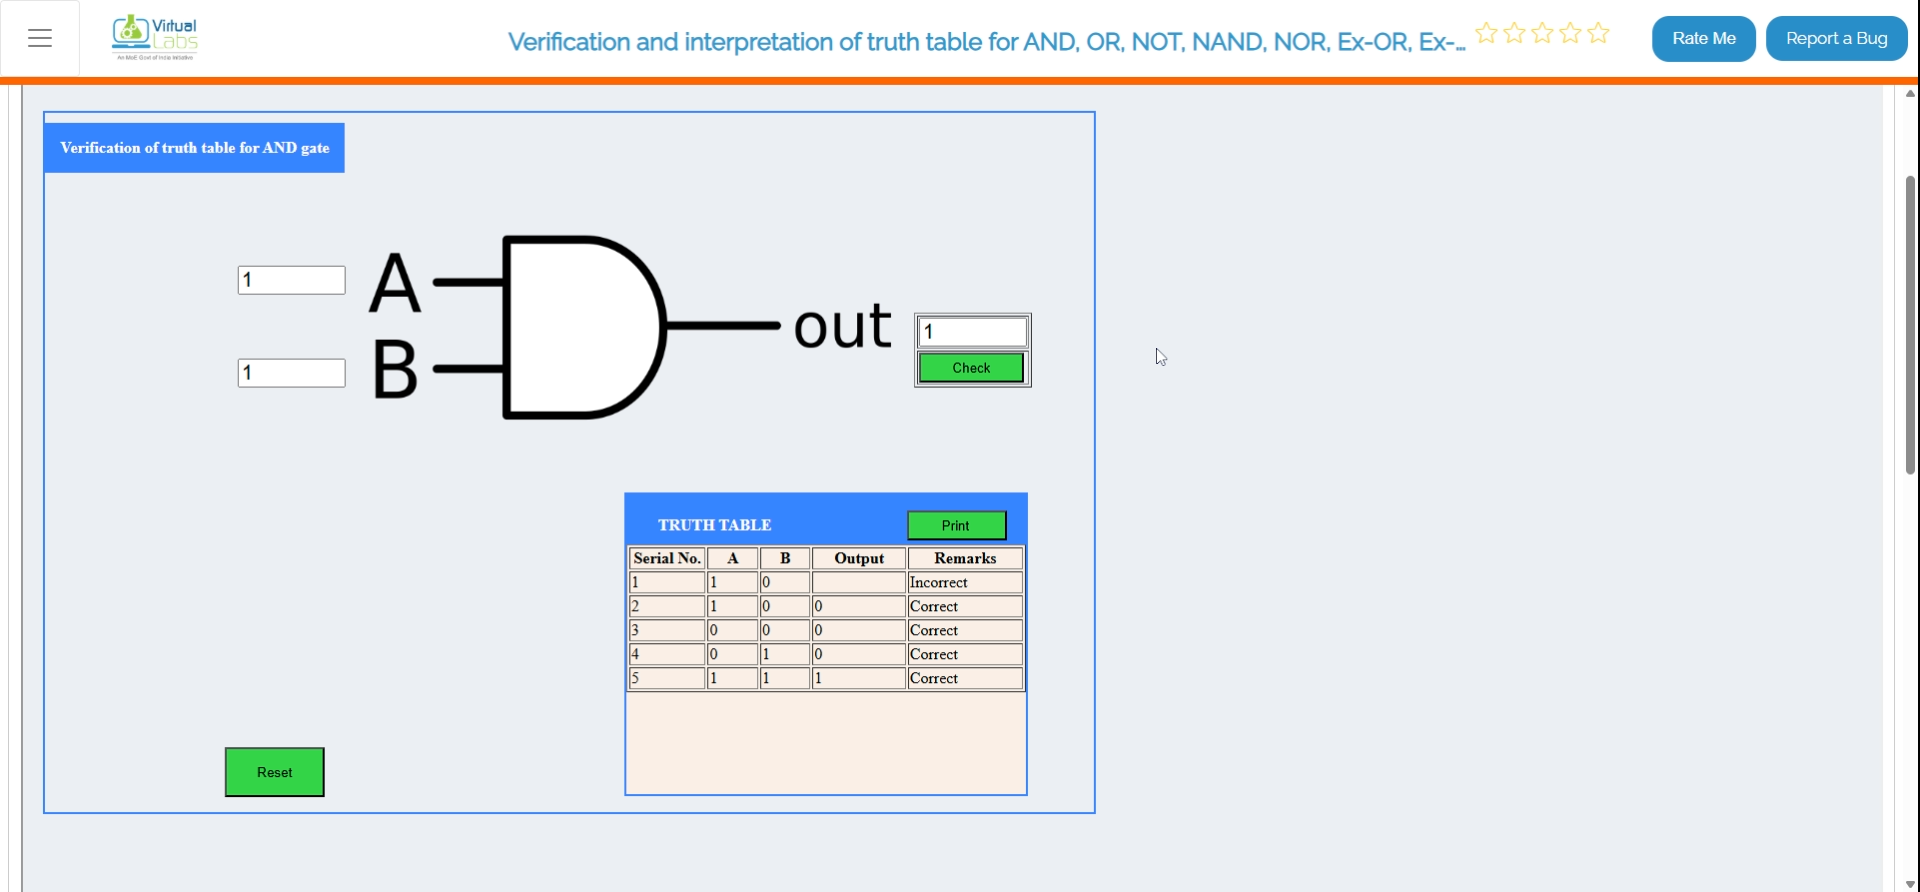 Virtual
Labs
An MoE Govt of India Initiative
Verification and interpretation of truth table for AND, OR, NOT, NAND, NOR, Ex-OR, Ex-...
Rate Me
Report a Bug
Verification of truth table for AND gate
1
A
1
B
out
1
Check
TRUTH TABLE
Print
Serial No. A B Output Remarks
1 1 0 Incorrect
2 1 0 0 Correct
3 0 0 0 Correct
4 0 1 0 Correct
5 1 1 1 Correct
Reset